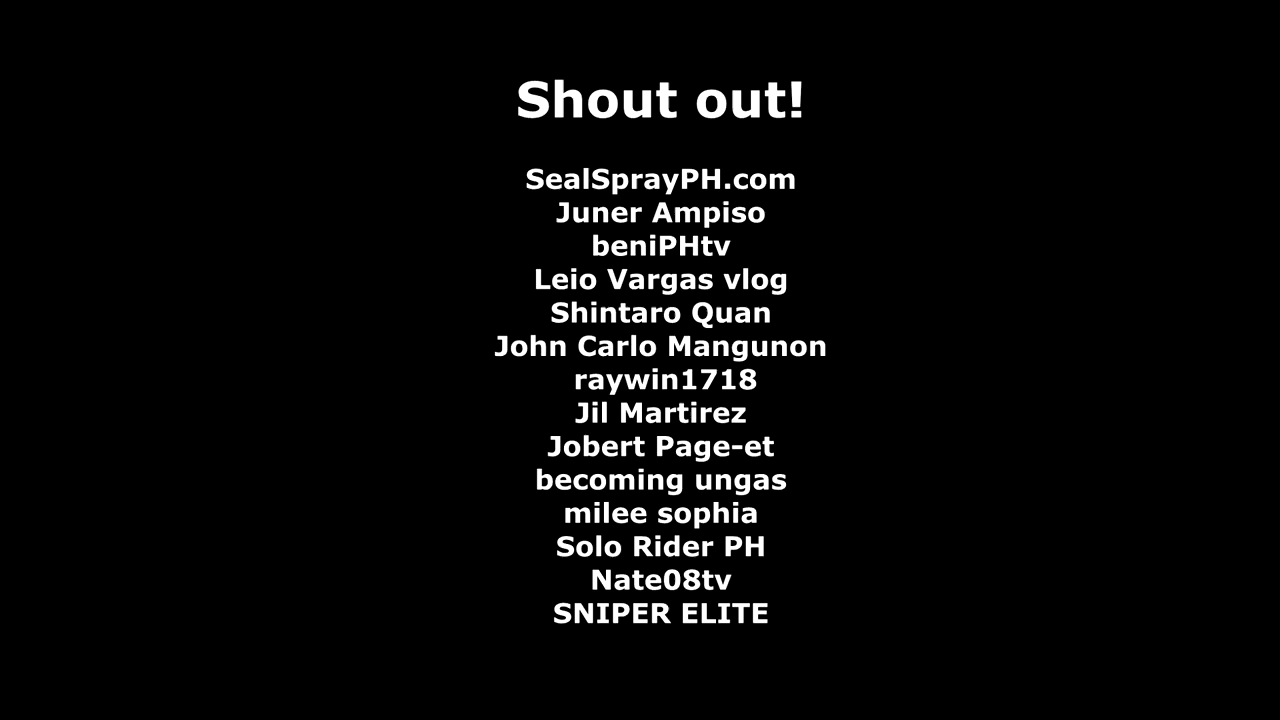 Shout out!
SealSprayPH.com
Juner Ampiso
beniPHtv
Leio Vargas vlog
Shintaro Quan
John Carlo Mangunon
raywin1718
Jil Martirez
Jobert Page-et
becoming ungas
milee sophia
Solo Rider PH
Nate08tv
SNIPER ELITE